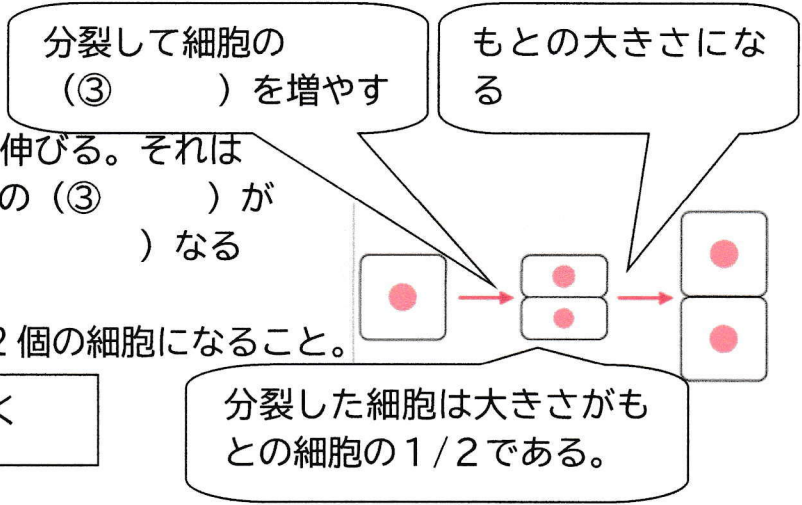 分裂して細胞の
(③　　　)を増やす
もとの大きさにな
る
伸びる。それは
の(③　　　)が
)なる
2個の細胞になること。
く
分裂した細胞は大きさがも
との細胞の1/2である。